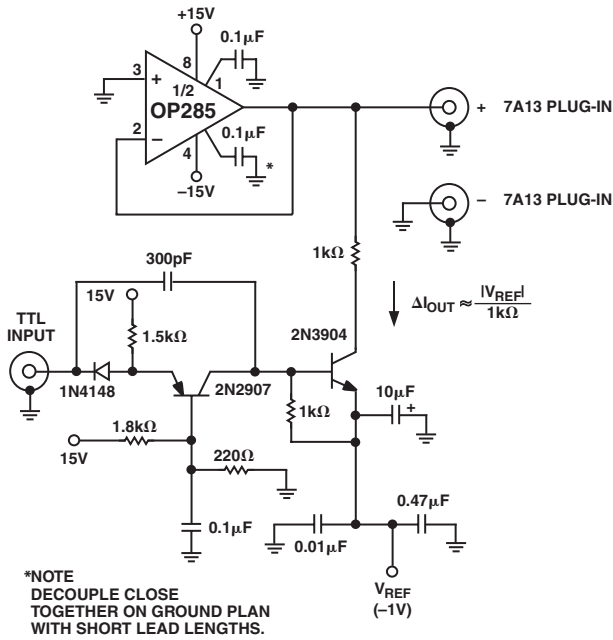 +15V
0.1µF
8
3
+
1/2
1
OP285
0.1µF
2
–
4
*
–15V
+ 7A13 PLUG-IN
– 7A13 PLUG-IN
300pF
1kΩ
15V
ΔIOUT ≈ |VREF|
1kΩ
TTL
INPUT
1.5kΩ
2N3904
1N4148
2N2907
10µF
+
1kΩ
1.8kΩ
15V
220Ω
0.47µF
0.1µF
0.01µF
VREF
(–1V)
*NOTE
DECOUPLE CLOSE
TOGETHER ON GROUND PLAN
WITH SHORT LEAD LENGTHS.